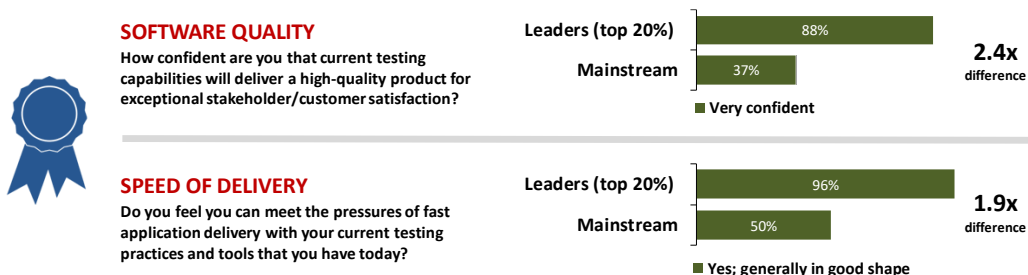 SOFTWARE QUALITY
How confident are you that current testing
capabilities will deliver a high-quality product for
exceptional stakeholder/customer satisfaction?
Leaders (top 20%)
88%
Mainstream
37%
Very confident
2.4x
difference
SPEED OF DELIVERY
Do you feel you can meet the pressures of fast
application delivery with your current testing
practices and tools that you have today?
Leaders (top 20%)
96%
Mainstream
50%
Yes; generally in good shape
1.9x
difference